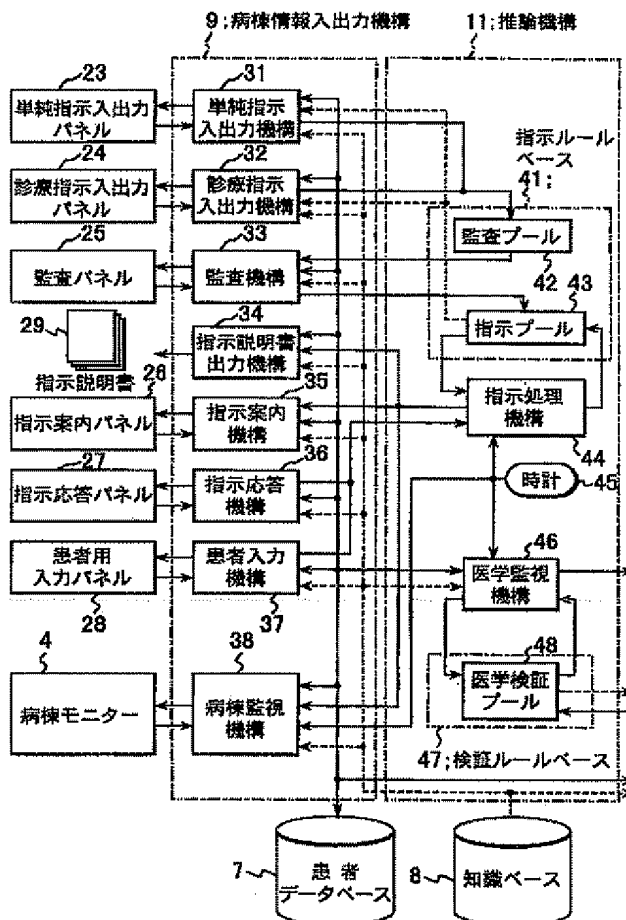 9;病棟情報入出力機構
11;推論機構
23
単純指示入出力
パネル
31
単純指示
入出力機構
指示ルール
ベース
41;
24
診療指示入出力
パネル
32
診療指示
入出力機構
監査プール
42
25
監査パネル
33
監査機構
43
指示プール
29
指示説明書
34
指示説明書
出力機構
26
指示案内パネル
35
指示案内
機構
指示処理
機構
44
27
指示応答パネル
36
指示応答
機構
時計
45
患者用
入力パネル
28
患者入力
機構
37
46
医学監視
機構
4
病棟モニター
38
病棟監視
機構
48
医学検証
プール
47;検証ルールベース
7
患者
データベース
8
知識ベース